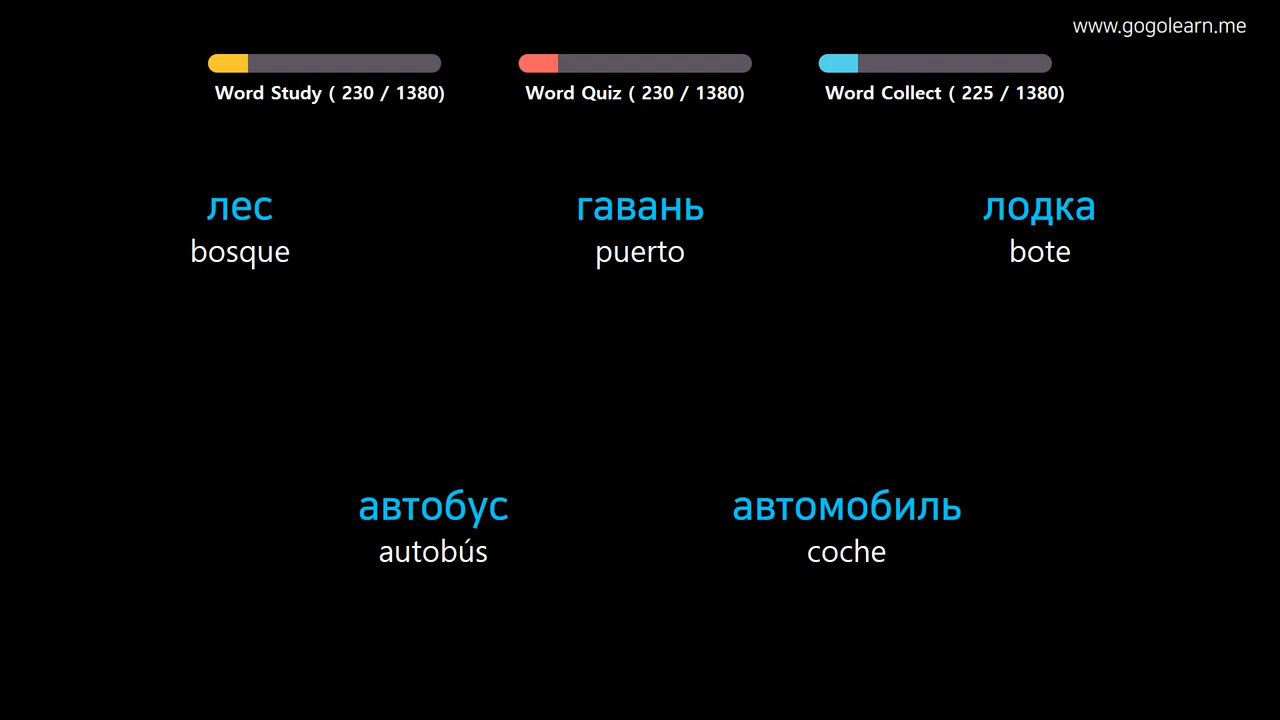 www.gogolearn.me
Word Study ( 230 / 1380)
Word Quiz ( 230 / 1380)
Word Collect ( 225 / 1380)
лес
bosque
гавань
puerto
лодка
bote
автобус
autobús
автомобиль
coche